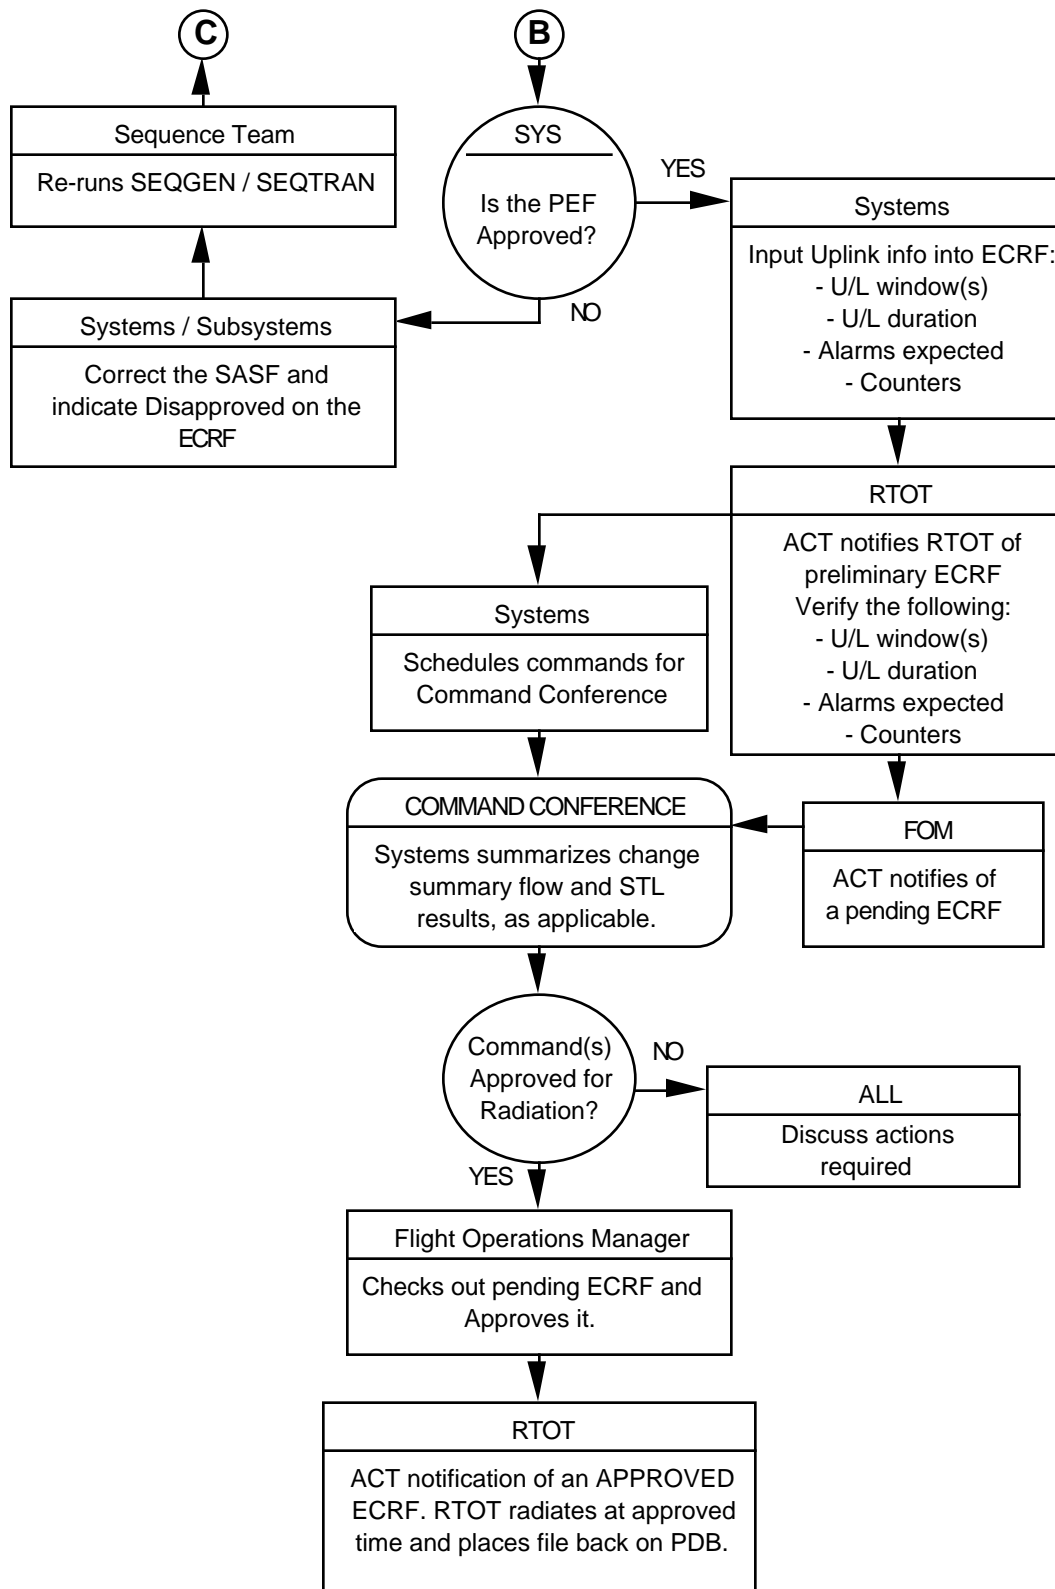 C
B
Sequence Team
Re-runs SEQGEN / SEQTRAN
SYS
Is the PEF
Approved?
YES
NO
Systems
Input Uplink info into ECRF:
- U/L window(s)
- U/L duration
- Alarms expected
- Counters
Systems / Subsystems
Correct the SASF and
indicate Disapproved on the
ECRF
RTOT
ACT notifies RTOT of
preliminary ECRF
Verify the following:
- U/L window(s)
- U/L duration
- Alarms expected
- Counters
Systems
Schedules commands for
Command Conference
COMMAND CONFERENCE
Systems summarizes change
summary flow and STL
results, as applicable.
FOM
ACT notifies of
a pending ECRF
Command(s)
Approved for
Radiation?
NO
YES
ALL
Discuss actions
required
Flight Operations Manager
Checks out pending ECRF and
Approves it.
RTOT
ACT notification of an APPROVED
ECRF. RTOT radiates at approved
time and places file back on PDB.